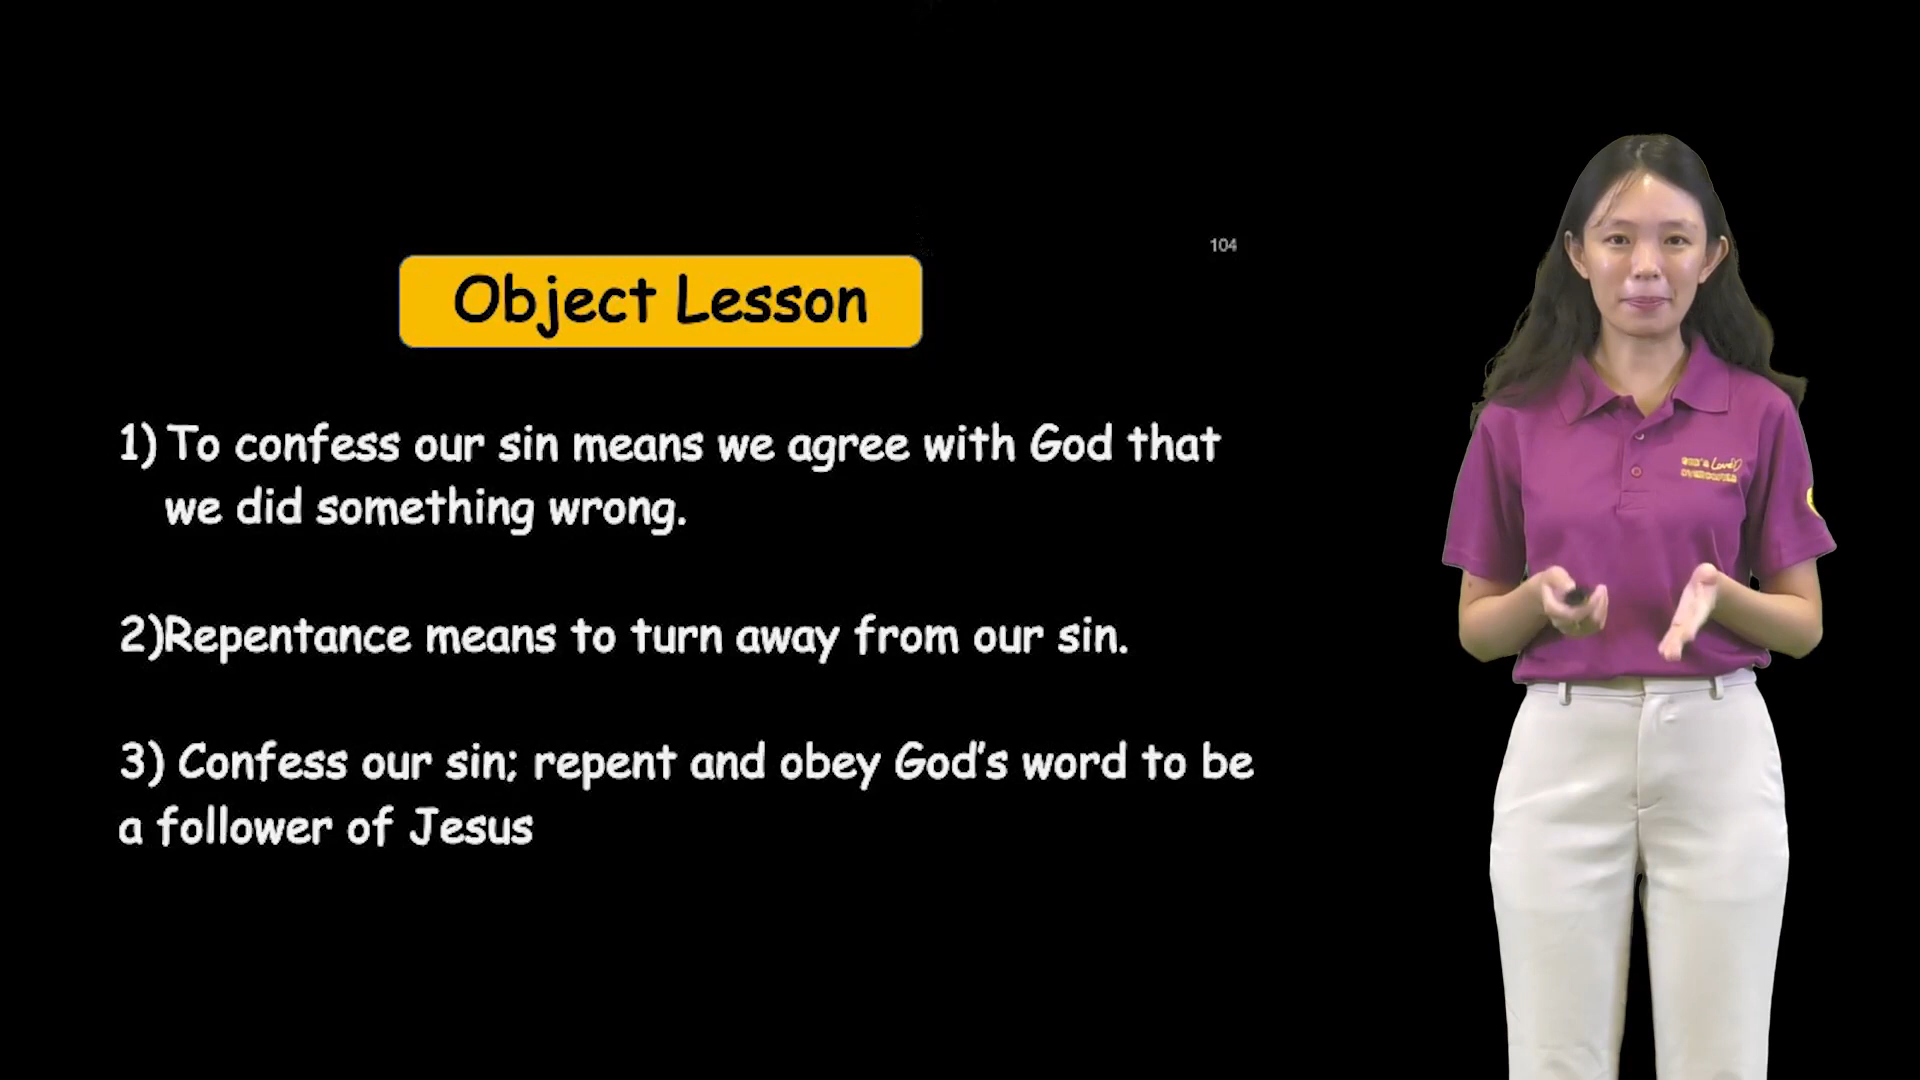 104
Object Lesson
1) To confess our sin means we agree with God that
we did something wrong.
2)Repentance means to turn away from our sin.
3) Confess our sin; repent and obey God's word to be
a follower of Jesus
GOD's Love